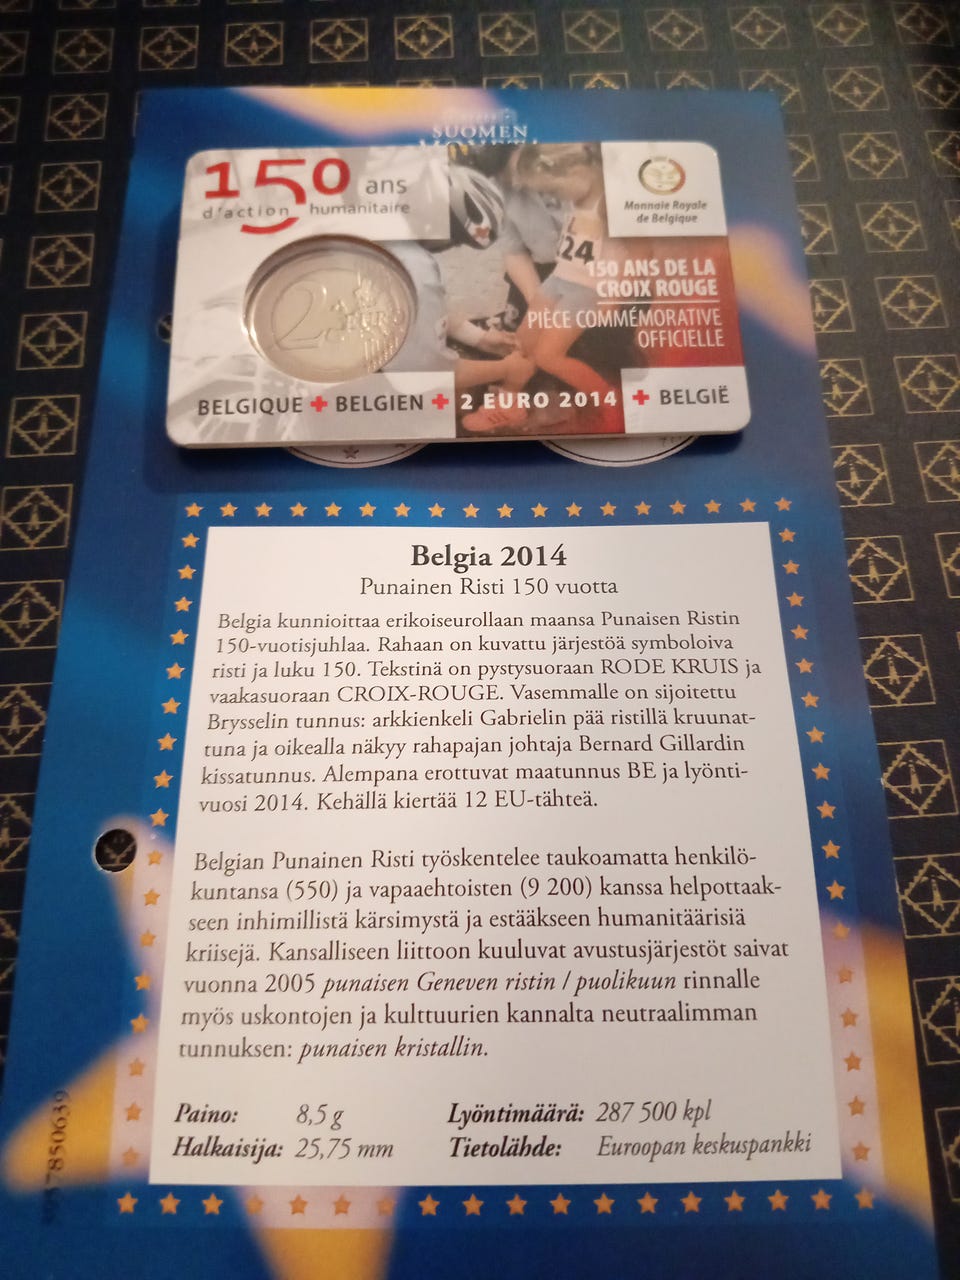 SUOMEN
150 ans
d'action humanitaire
Monnaie Royale
de Belgique
24
150 ANS DE LA
CROIX ROUGE
PIÈCE COMMÉMORATIVE
OFFICIELLE
2 EURO
BELGIQUE + BELGIEN + 2 EURO 2014 + BELGIË
Belgia 2014
Punainen Risti 150 vuotta
Belgia kunnioittaa erikoiseurollaan maansa Punaisen Ristin
150-vuotisjuhlaa. Rahaan on kuvattu järjestöä symboloiva
risti ja luku 150. Tekstinä on pystysuoraan RODE KRUIS ja
vaakasuoraan CROIX-ROUGE. Vasemmalle on sijoitettu
Brysselin tunnus: arkkienkeli Gabrielin pää ristillä kruunat-
tuna ja oikealla näkyy rahapajan johtaja Bernard Gillardin
kissatunnus. Alempana erottuvat maatunnus BE ja lyönti-
vuosi 2014. Kehällä kiertää 12 EU-tähteä.
Belgian Punainen Risti työskentelee taukoamatta henkilö-
kuntansa (550) ja vapaaehtoisten (9 200) kanssa helpottaak-
seen inhimillistä kärsimystä ja estääkseen humanitäärisiä
kriisejä. Kansalliseen liittoon kuuluvat avustusjärjestöt saivat
vuonna 2005 punaisen Geneven ristin / puolikuun rinnalle
myös uskontojen ja kulttuurien kannalta neutraalimman
tunnuksen: punaisen kristallin.
Paino: 8,5 g Lyöntimäärä: 287 500 kpl
Halkaisija: 25,75 mm Tietolähde: Euroopan keskuspankki